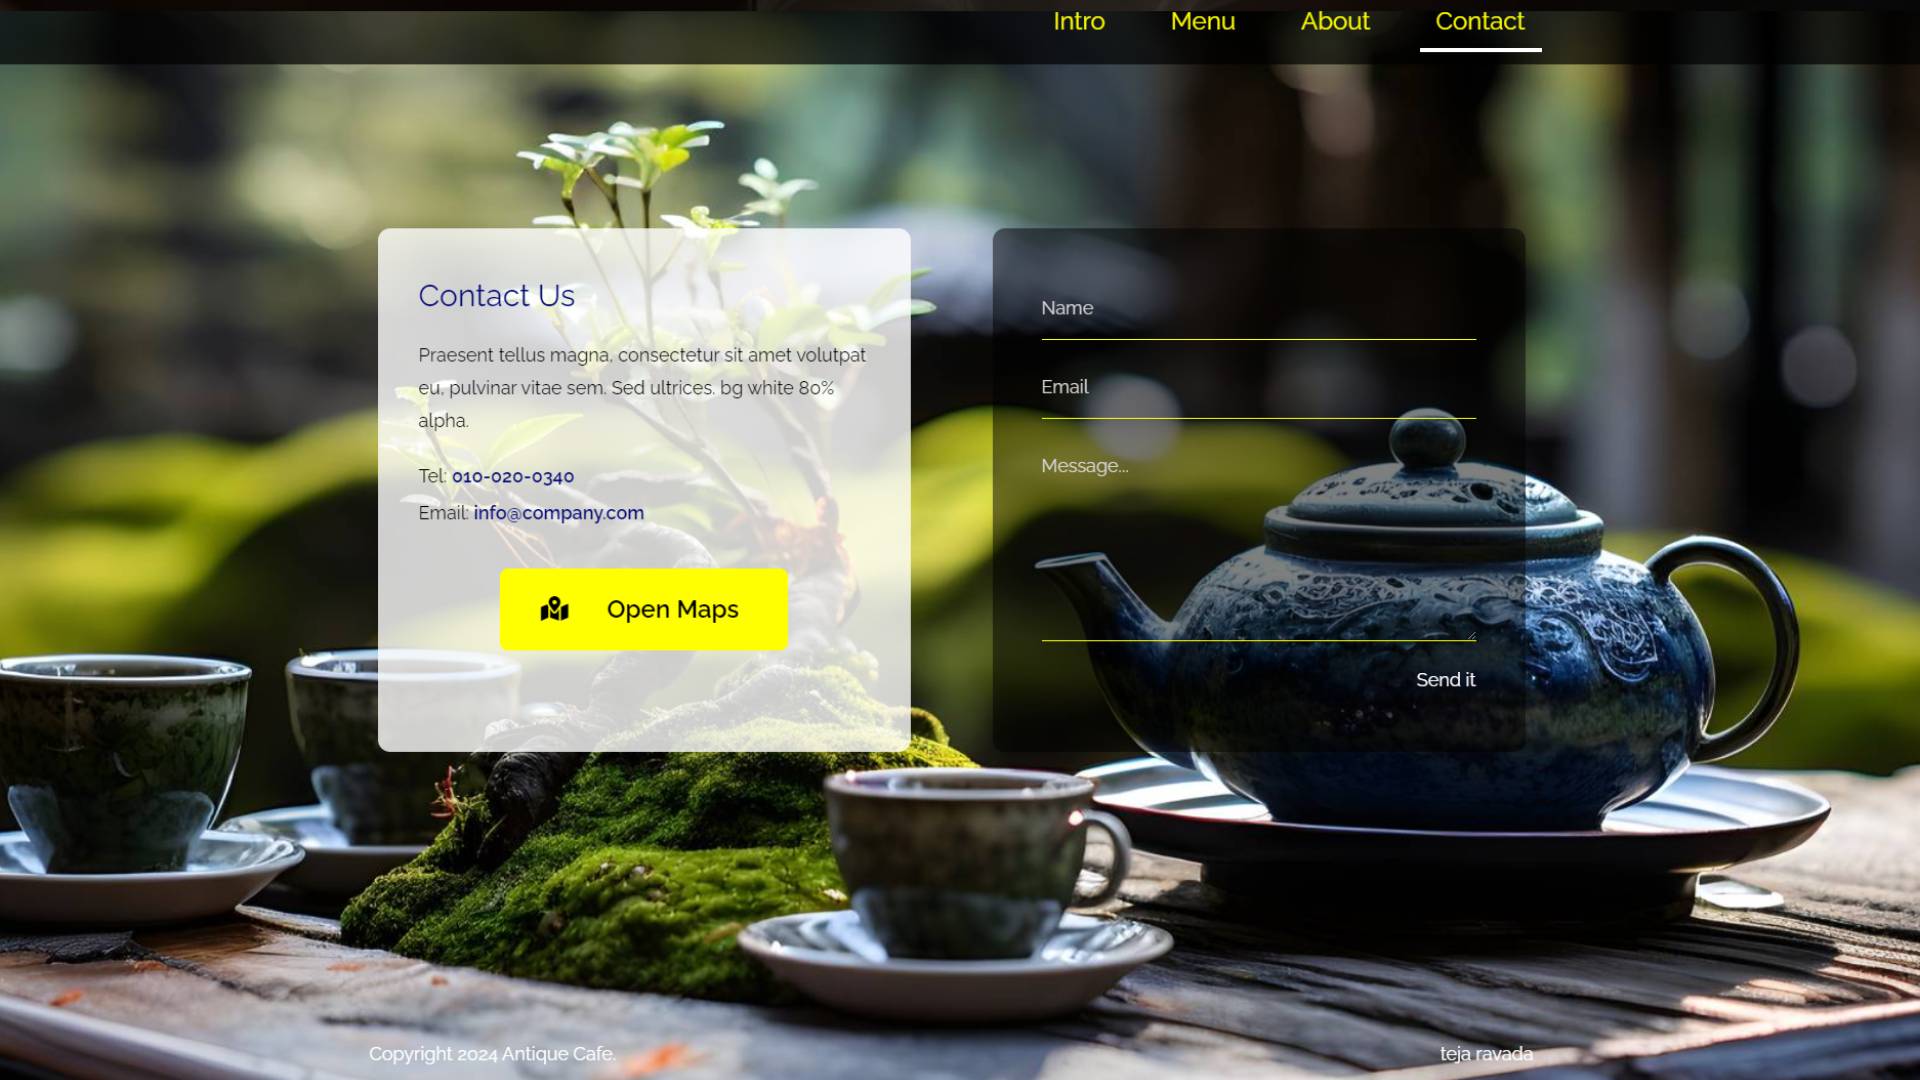 Intro Menu About Contact
Contact Us
Praesent tellus magna, consectetur sit amet volutpat
eu, pulvinar vitae sem. Sed ultrices. bg white 80%
alpha.
Tel: 010-020-0340
Email: info@company.com
Open Maps
Name
Email
Message...
Send it
Copyright 2024 Antique Cafe.
teja ravada